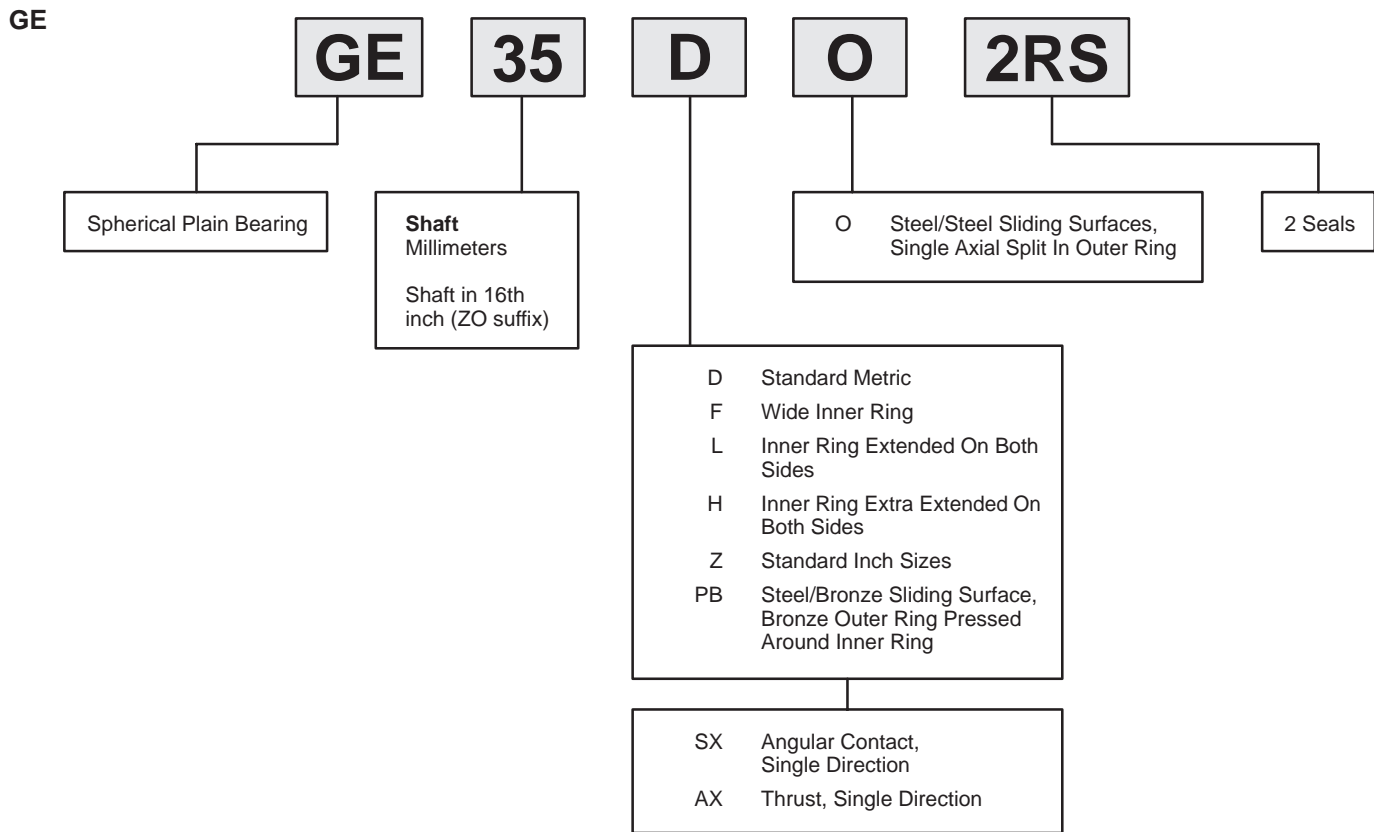 GE
GE 35 D O 2RS
Spherical Plain Bearing
Shaft
Millimeters
Shaft in 16th
inch (ZO suffix)
O Steel/Steel Sliding Surfaces,
Single Axial Split In Outer Ring
2 Seals
D Standard Metric
F Wide Inner Ring
L Inner Ring Extended On Both
Sides
H Inner Ring Extra Extended On
Both Sides
Z Standard Inch Sizes
PB Steel/Bronze Sliding Surface,
Bronze Outer Ring Pressed
Around Inner Ring
SX Angular Contact,
Single Direction
AX Thrust, Single Direction